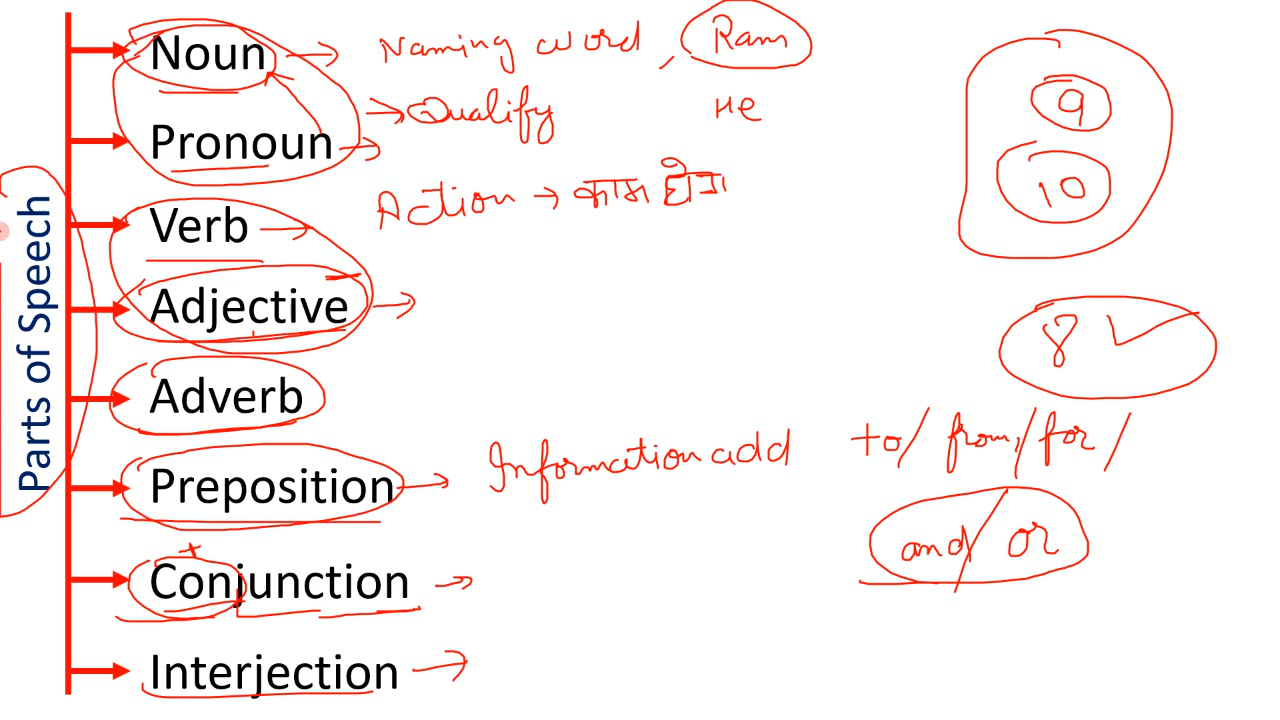 Parts of Speech
Noun → Naming word, Ram
→ Qualify He
Pronoun →
Verb → Action → काम होना
Adjective →
Adverb
Preposition → Information add to/ from/ for/
and/ or
+
Conjunction →
Interjection →
9
10
8 ✓